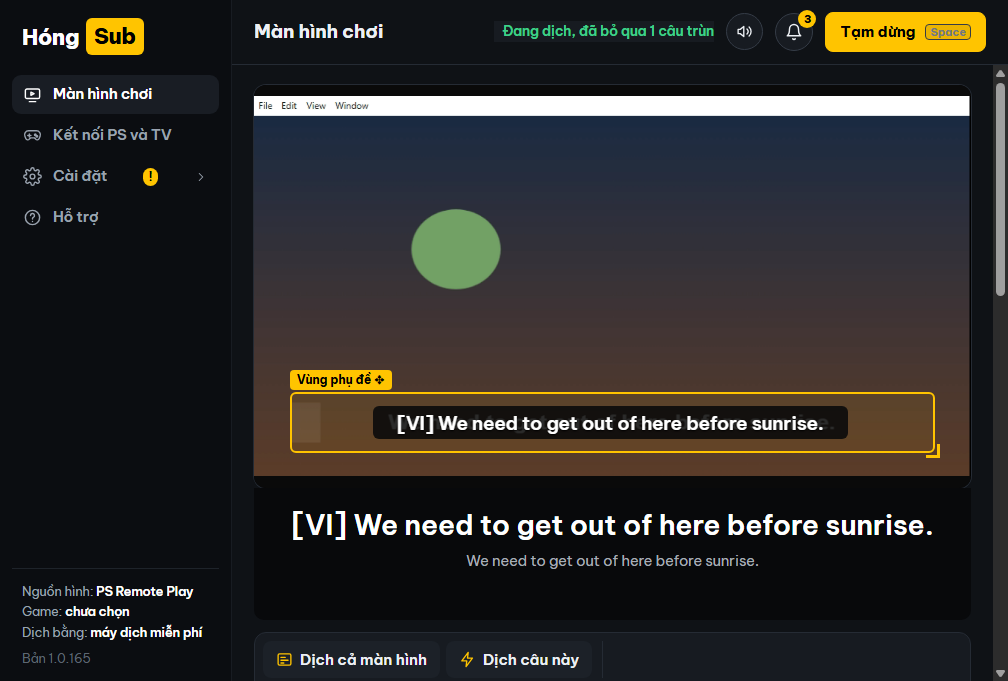 Hóng Sub
Màn hình chơi
Kết nối PS và TV
Cài đặt !
Hỗ trợ
Nguồn hình: PS Remote Play
Game: chưa chọn
Dịch bằng: máy dịch miễn phí
Bản 1.0.165
Màn hình chơi
Đang dịch, đã bỏ qua 1 câu trùn
3
Tạm dừng Space
File Edit View Window
Vùng phụ đề
[VI] We need to get out of here before sunrise.
[VI] We need to get out of here before sunrise.
We need to get out of here before sunrise.
Dịch cả màn hình
Dịch câu này